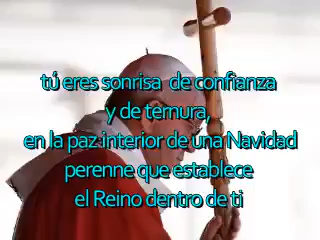 tú eres sonrisa de confianza
y de ternura,
en la paz interior de una Navidad
perenne que establece
el Reino dentro de ti